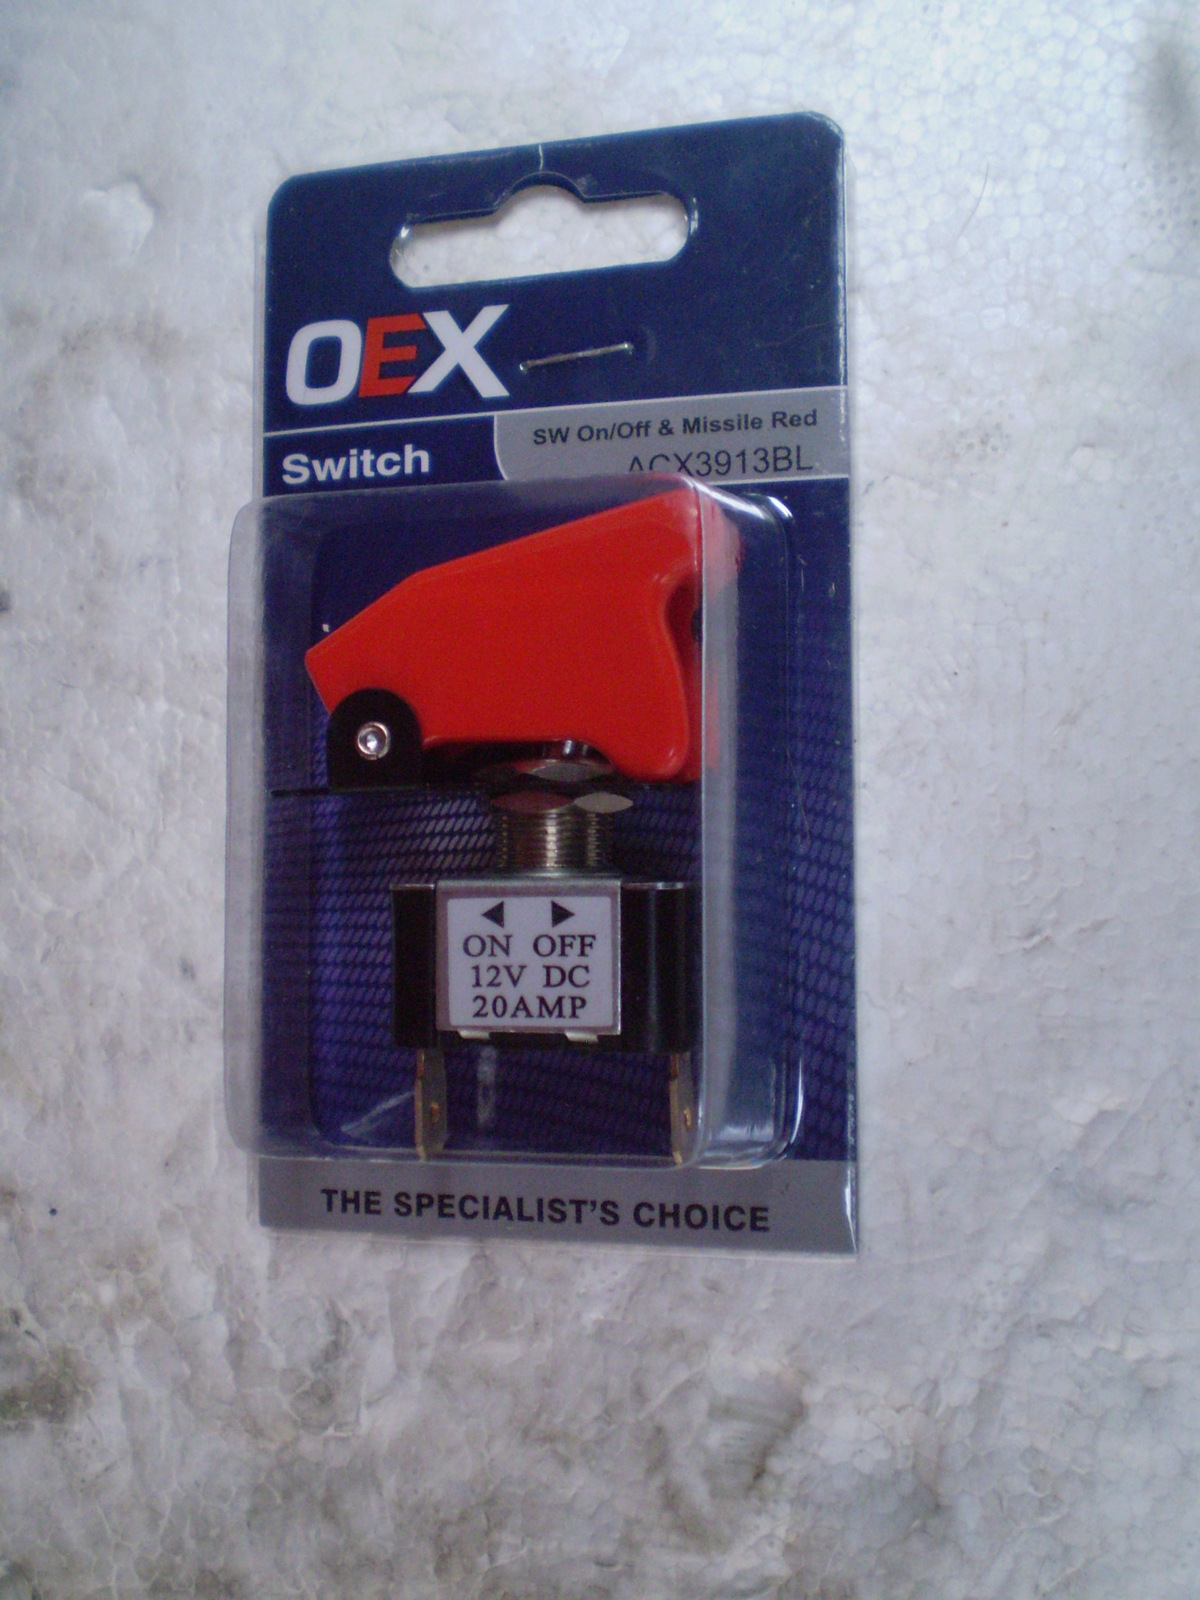 OEX
SW On/Off & Missile Red
Switch
ACX3913BL
ON OFF
12V DC
20AMP
THE SPECIALIST'S CHOICE